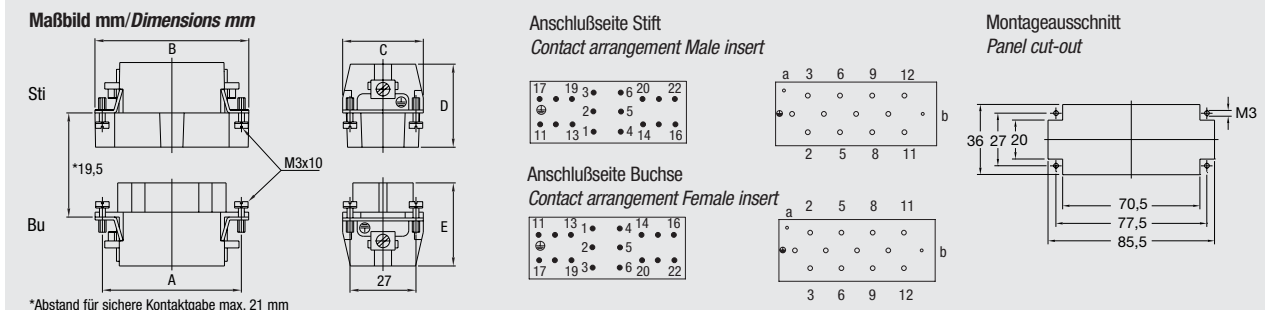 Maßbild mm/Dimensions mm
B
C
Sti
D
*19,5
M3x10
Bu
E
A
27
*Abstand für sichere Kontaktgabe max. 21 mm
Anschlußseite Stift
Contact arrangement Male insert
17 19 3 6 20 22
2 5
11 13 1 4 14 16
a 3 6 9 12
b
2 5 8 11
Anschlußseite Buchse
Contact arrangement Female insert
11 13 1 4 14 16
2 5
17 19 3 6 20 22
a 2 5 8 11
b
3 6 9 12
Montageausschnitt
Panel cut-out
M3
36 27 20
70,5
77,5
85,5